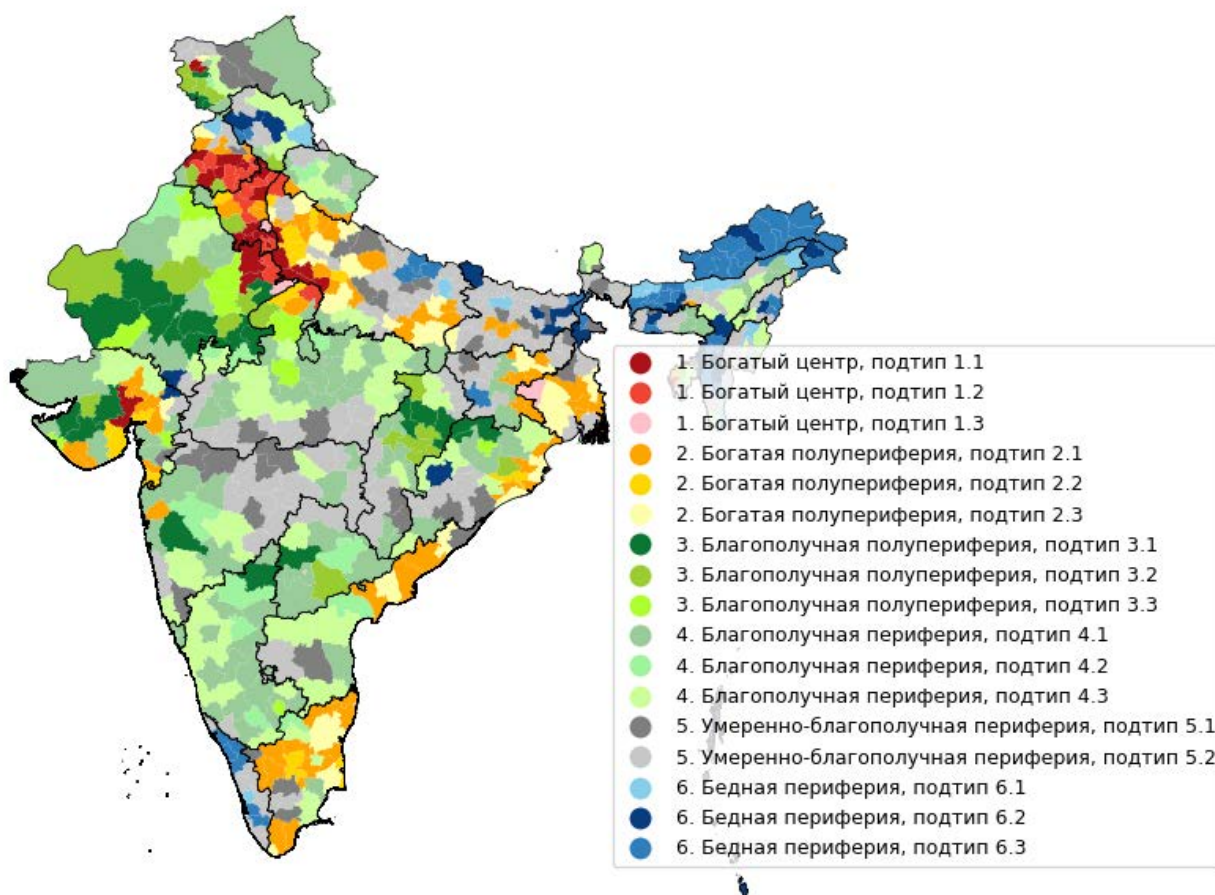 1. Богатый центр, подтип 1.1
1. Богатый центр, подтип 1.2
1. Богатый центр, подтип 1.3
2. Богатая полупериферия, подтип 2.1
2. Богатая полупериферия, подтип 2.2
2. Богатая полупериферия, подтип 2.3
3. Благополучная полупериферия, подтип 3.1
3. Благополучная полупериферия, подтип 3.2
3. Благополучная полупериферия, подтип 3.3
4. Благополучная периферия, подтип 4.1
4. Благополучная периферия, подтип 4.2
4. Благополучная периферия, подтип 4.3
5. Умеренно-благополучная периферия, подтип 5.1
5. Умеренно-благополучная периферия, подтип 5.2
6. Бедная периферия, подтип 6.1
6. Бедная периферия, подтип 6.2
6. Бедная периферия, подтип 6.3